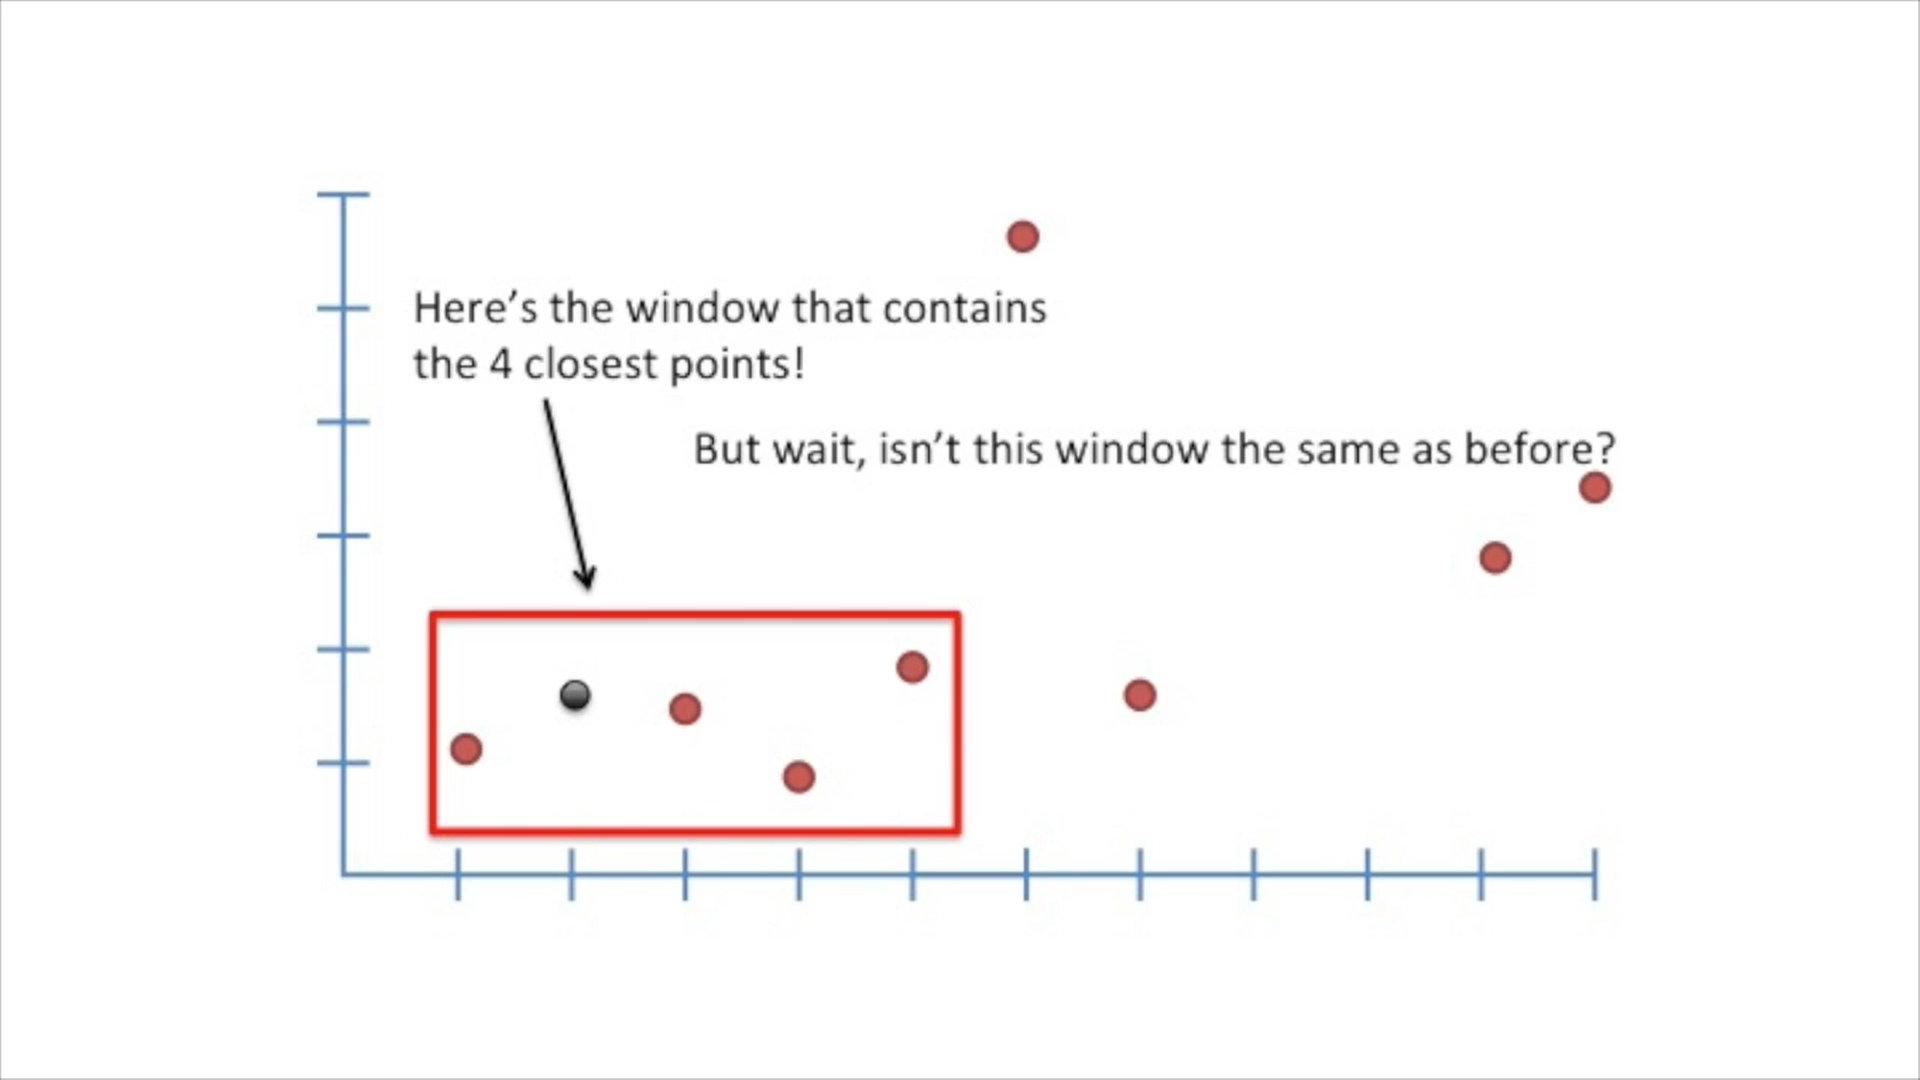 Here’s the window that contains
the 4 closest points!
But wait, isn’t this window the same as before?